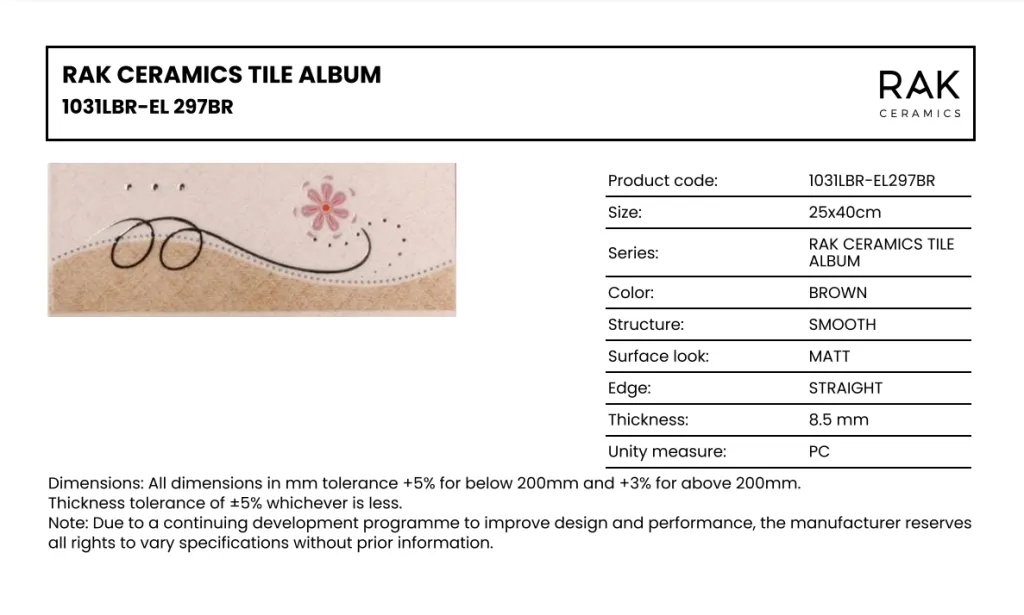 RAK CERAMICS TILE ALBUM
1031LBR-EL 297BR
RAK
CERAMICS
Product code: 1031LBR-EL297BR
Size: 25x40cm
Series: RAK CERAMICS TILE
ALBUM
Color: BROWN
Structure: SMOOTH
Surface look: MATT
Edge: STRAIGHT
Thickness: 8.5 mm
Unity measure: PC
Dimensions: All dimensions in mm tolerance +5% for below 200mm and +3% for above 200mm.
Thickness tolerance of ±5% whichever is less.
Note: Due to a continuing development programme to improve design and performance, the manufacturer reserves
all rights to vary specifications without prior information.